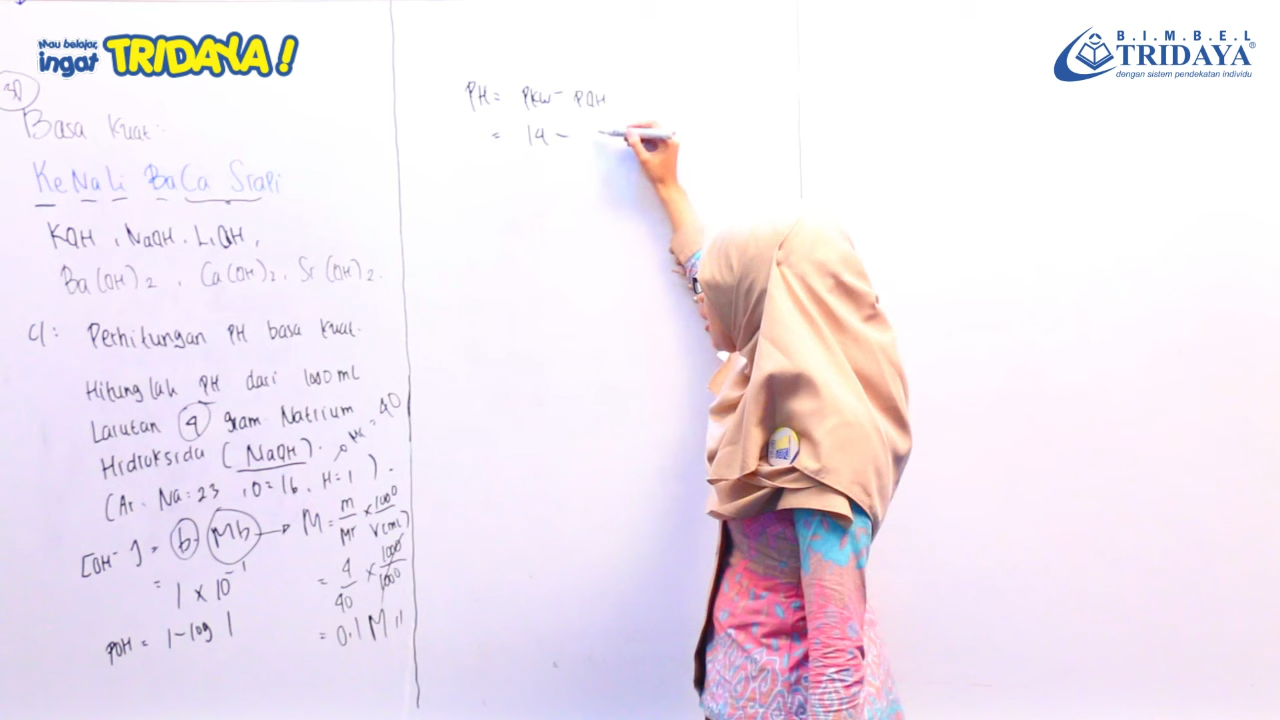 Mau belajar,
ingat TRIDAYA!
B.I.M.B.E.L
TRIDAYA®
dengan sistem pendekatan individu
Basa Kuat:
KeNaLi BaCa Srapi
KOH, NaOH, LiOH,
Ba(OH)2, Ca(OH)2, Sr(OH)2.
C/: Perhitungan PH basa Kuat.
Hitunglah PH dari 1000 mL
Larutan 4 gram Natrium
Hidroksida (NaOH). Mr = 40
(Ar. Na: 23, O = 16, H = 1).
[OH-] = b Mb → M = m/Mr × 1000/V(mL)
= 1 × 10^-1 = 4/40 × 1000/1000
POH = 1 - log 1 = 0.1 M //
PH = PKw - POH
= 14 -